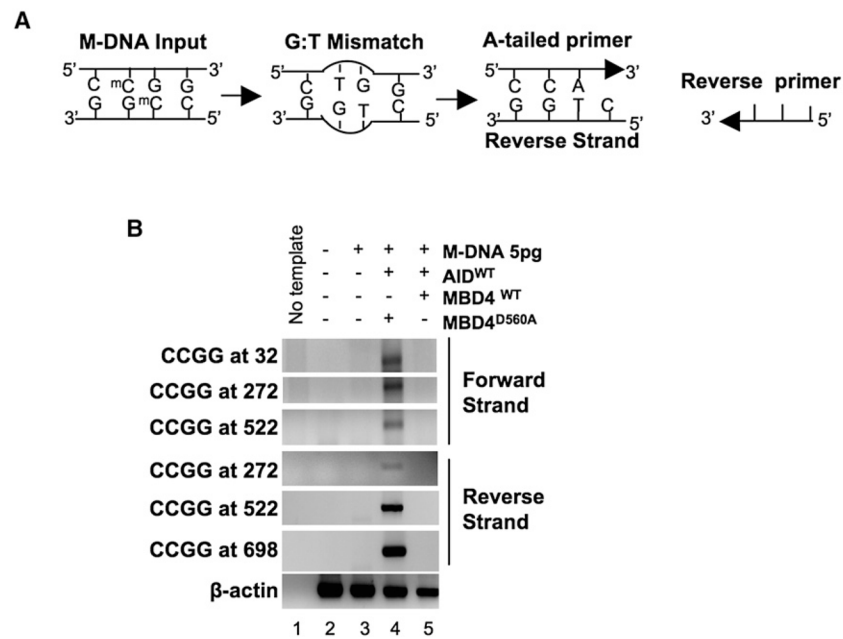 A
M-DNA Input
G:T Mismatch
A-tailed primer
Reverse primer
5’ 3’
C mC G G
G G mC C
3’ 5’
5’ 3’
C T G G
G G T C
3’ 5’
5’ 3’
C C A
G G T C
3’ 5’
Reverse Strand
3’ 5’
B
No template
- + + + M-DNA 5pg
- - + + AIDWT
- - - + MBD4 WT
- - + - MBD4D560A
CCGG at 32
CCGG at 272
CCGG at 522
Forward
Strand
CCGG at 272
CCGG at 522
CCGG at 698
Reverse
Strand
β-actin
1 2 3 4 5